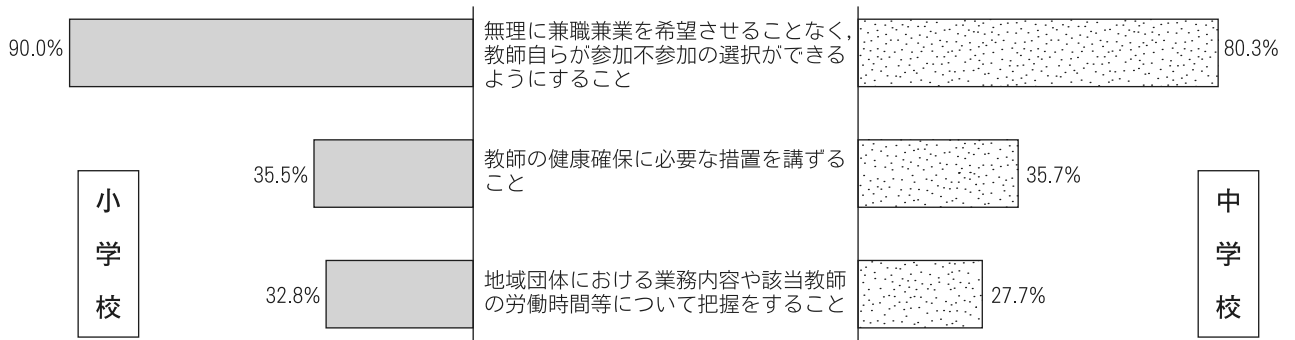 90.0%
無理に兼職兼業を希望させることなく,
教師自らが参加不参加の選択ができる
ようにすること
80.3%
35.5%
教師の健康確保に必要な措置を講ずる
こと
35.7%
小学校
中学校
32.8%
地域団体における業務内容や該当教師
の労働時間等について把握をすること
27.7%